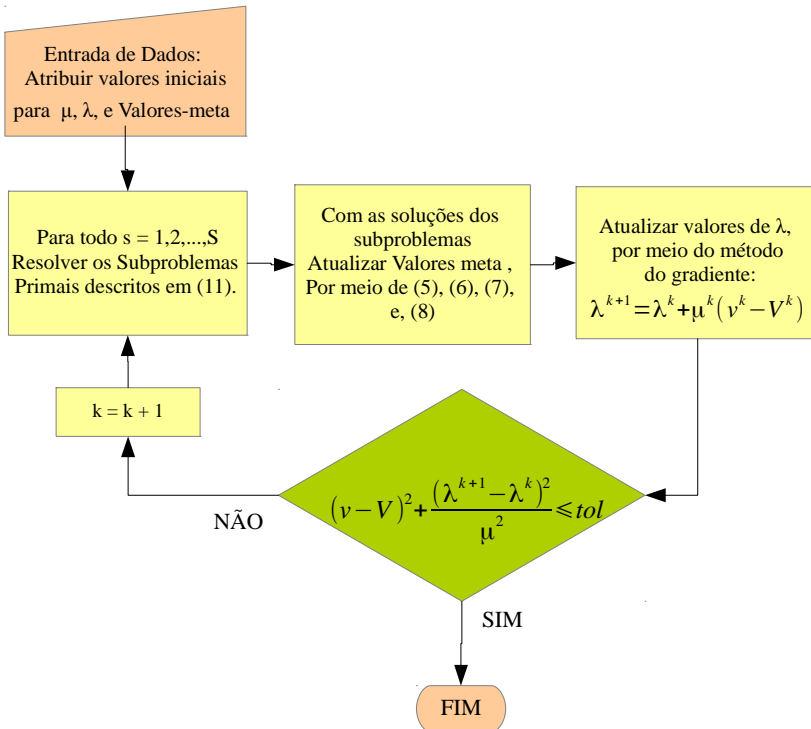 Entrada de Dados:
Atribuir valores iniciais
para μ, λ, e Valores-meta
Para todo s = 1,2,...,S
Resolver os Subproblemas
Primais descritos em (11).
Com as soluções dos
subproblemas
Atualizar Valores meta ,
Por meio de (5), (6), (7),
e, (8)
Atualizar valores de λ,
por meio do método
do gradiente:
λ^{k+1}=λ^k+μ^k(v^k−V^k)
k = k + 1
(v−V)^2+\frac{(λ^{k+1}−λ^k)^2}{μ^2}⩽tol
NÃO
SIM
FIM